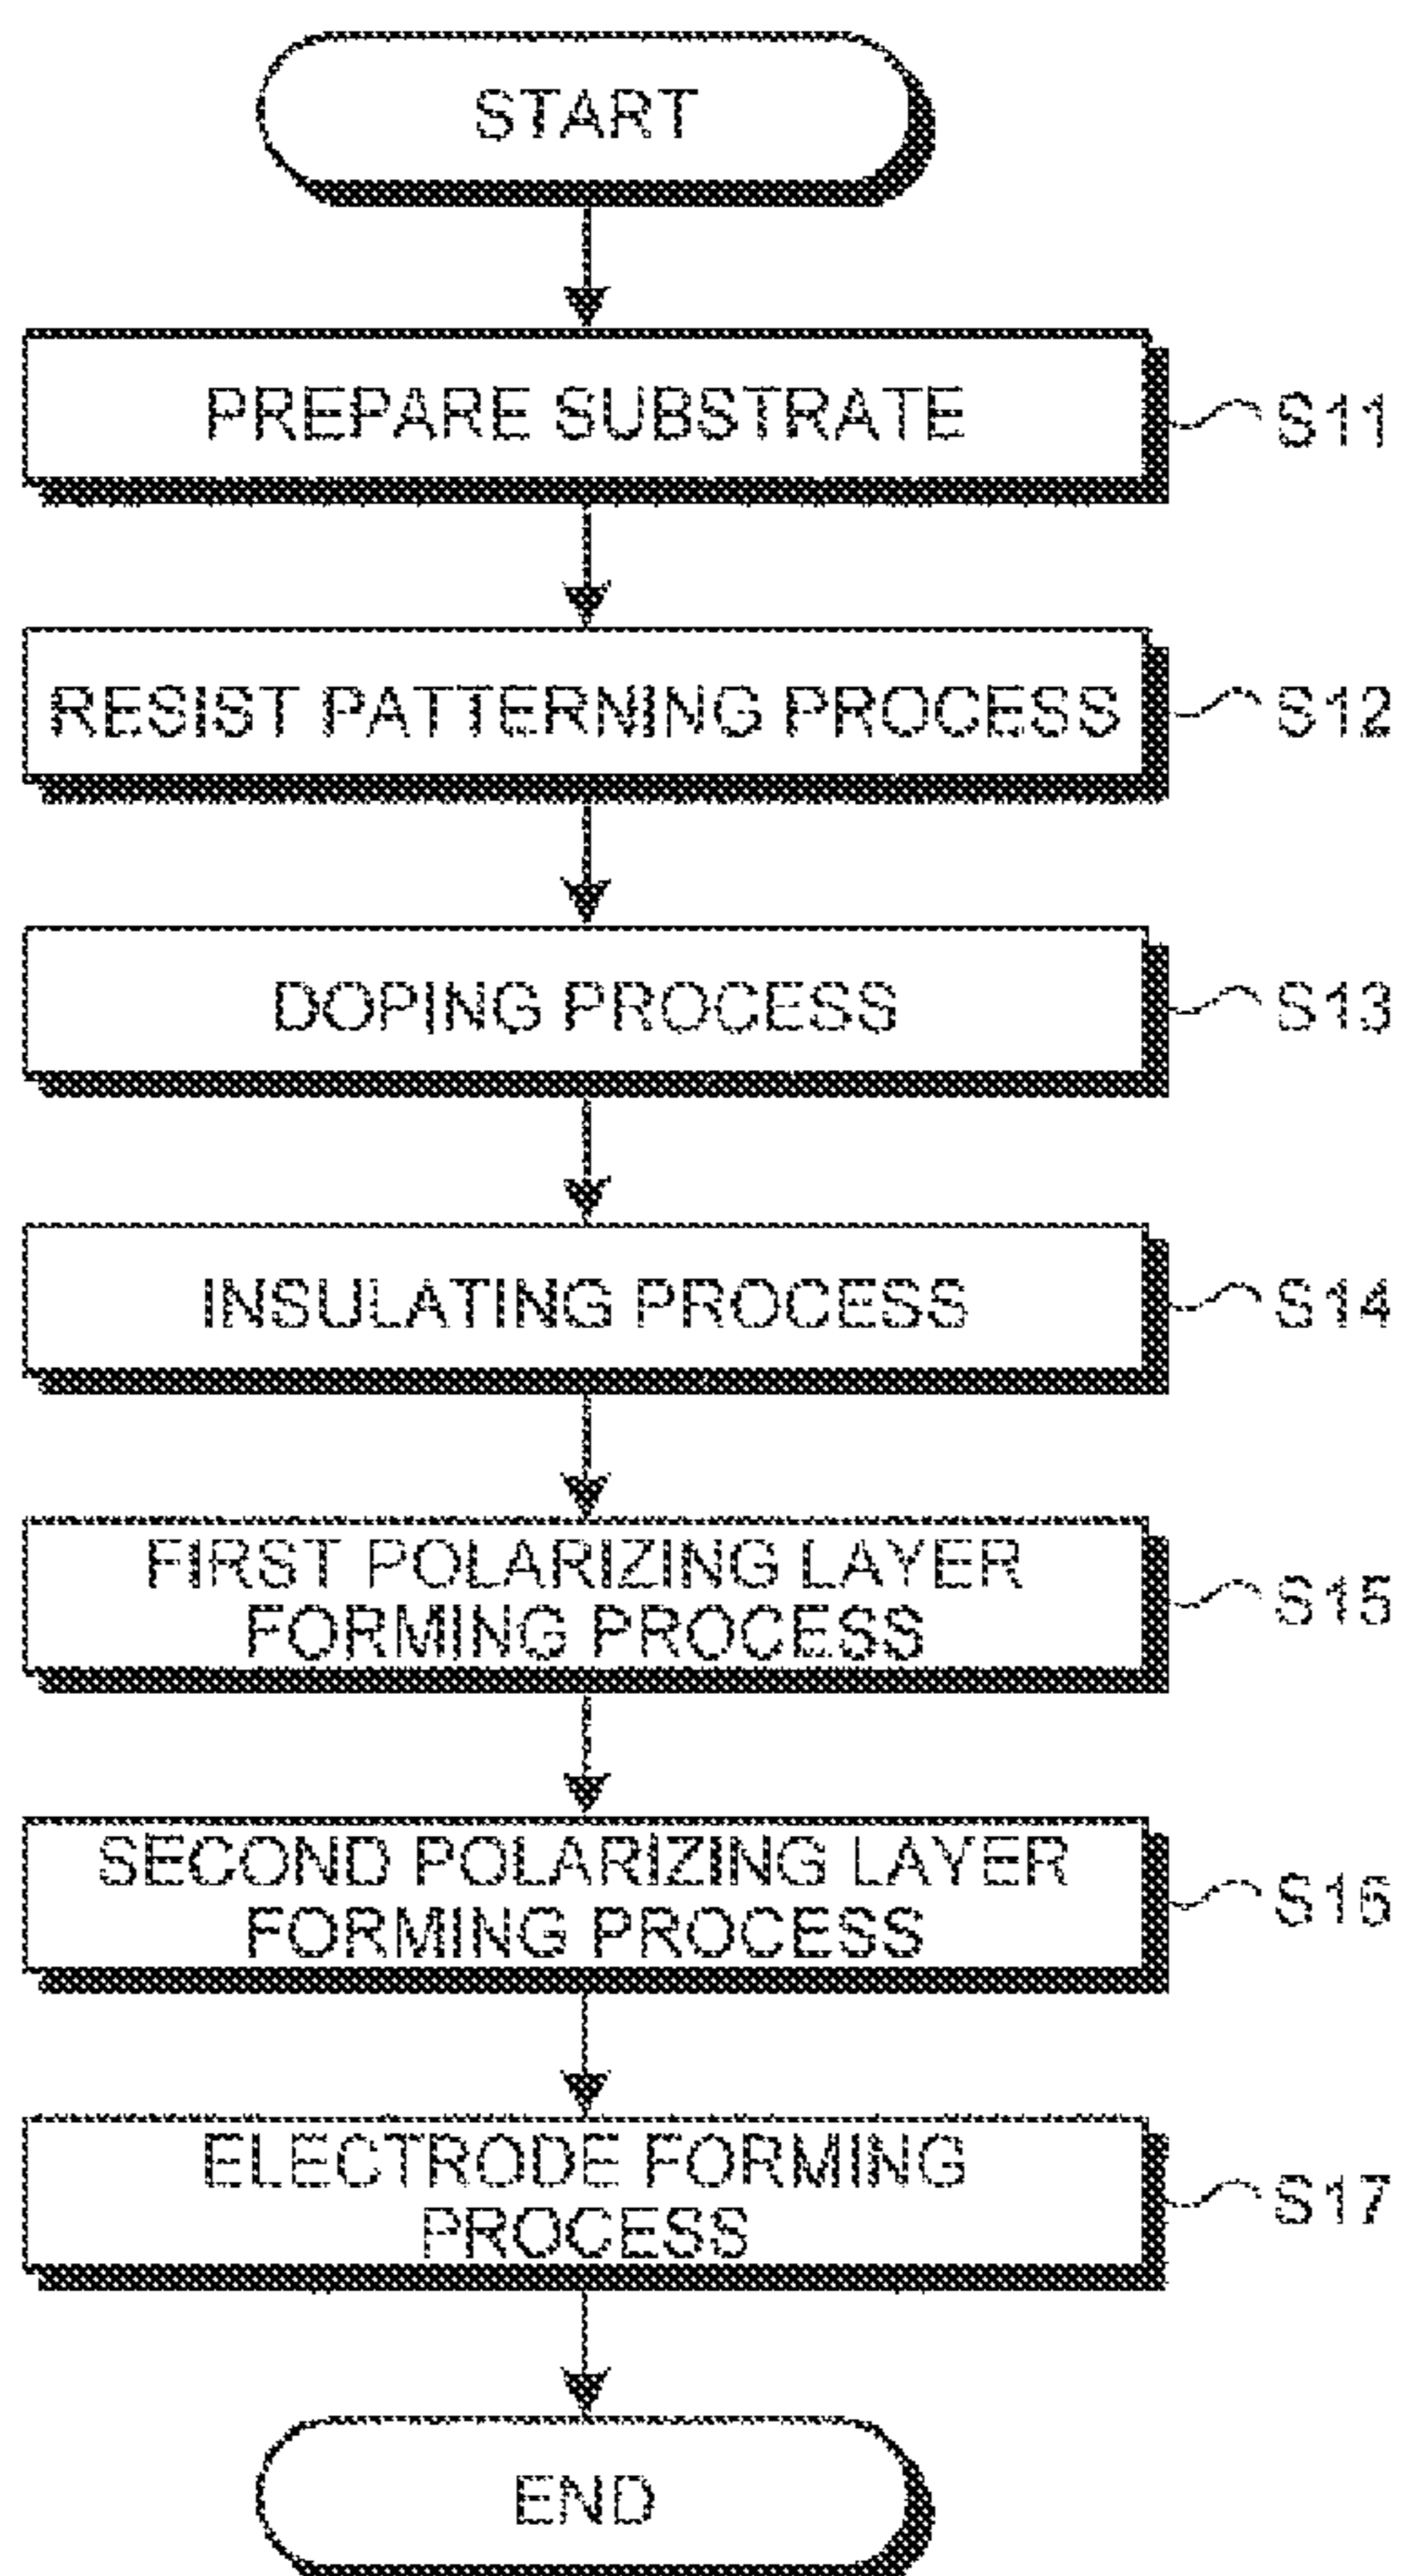 START
PREPARE SUBSTRATE
S11
RESIST PATTERNING PROCESS
S12
DOPING PROCESS
S13
INSULATING PROCESS
S14
FIRST POLARIZING LAYER
FORMING PROCESS
S15
SECOND POLARIZING LAYER
FORMING PROCESS
S16
ELECTRODE FORMING
PROCESS
S17
END